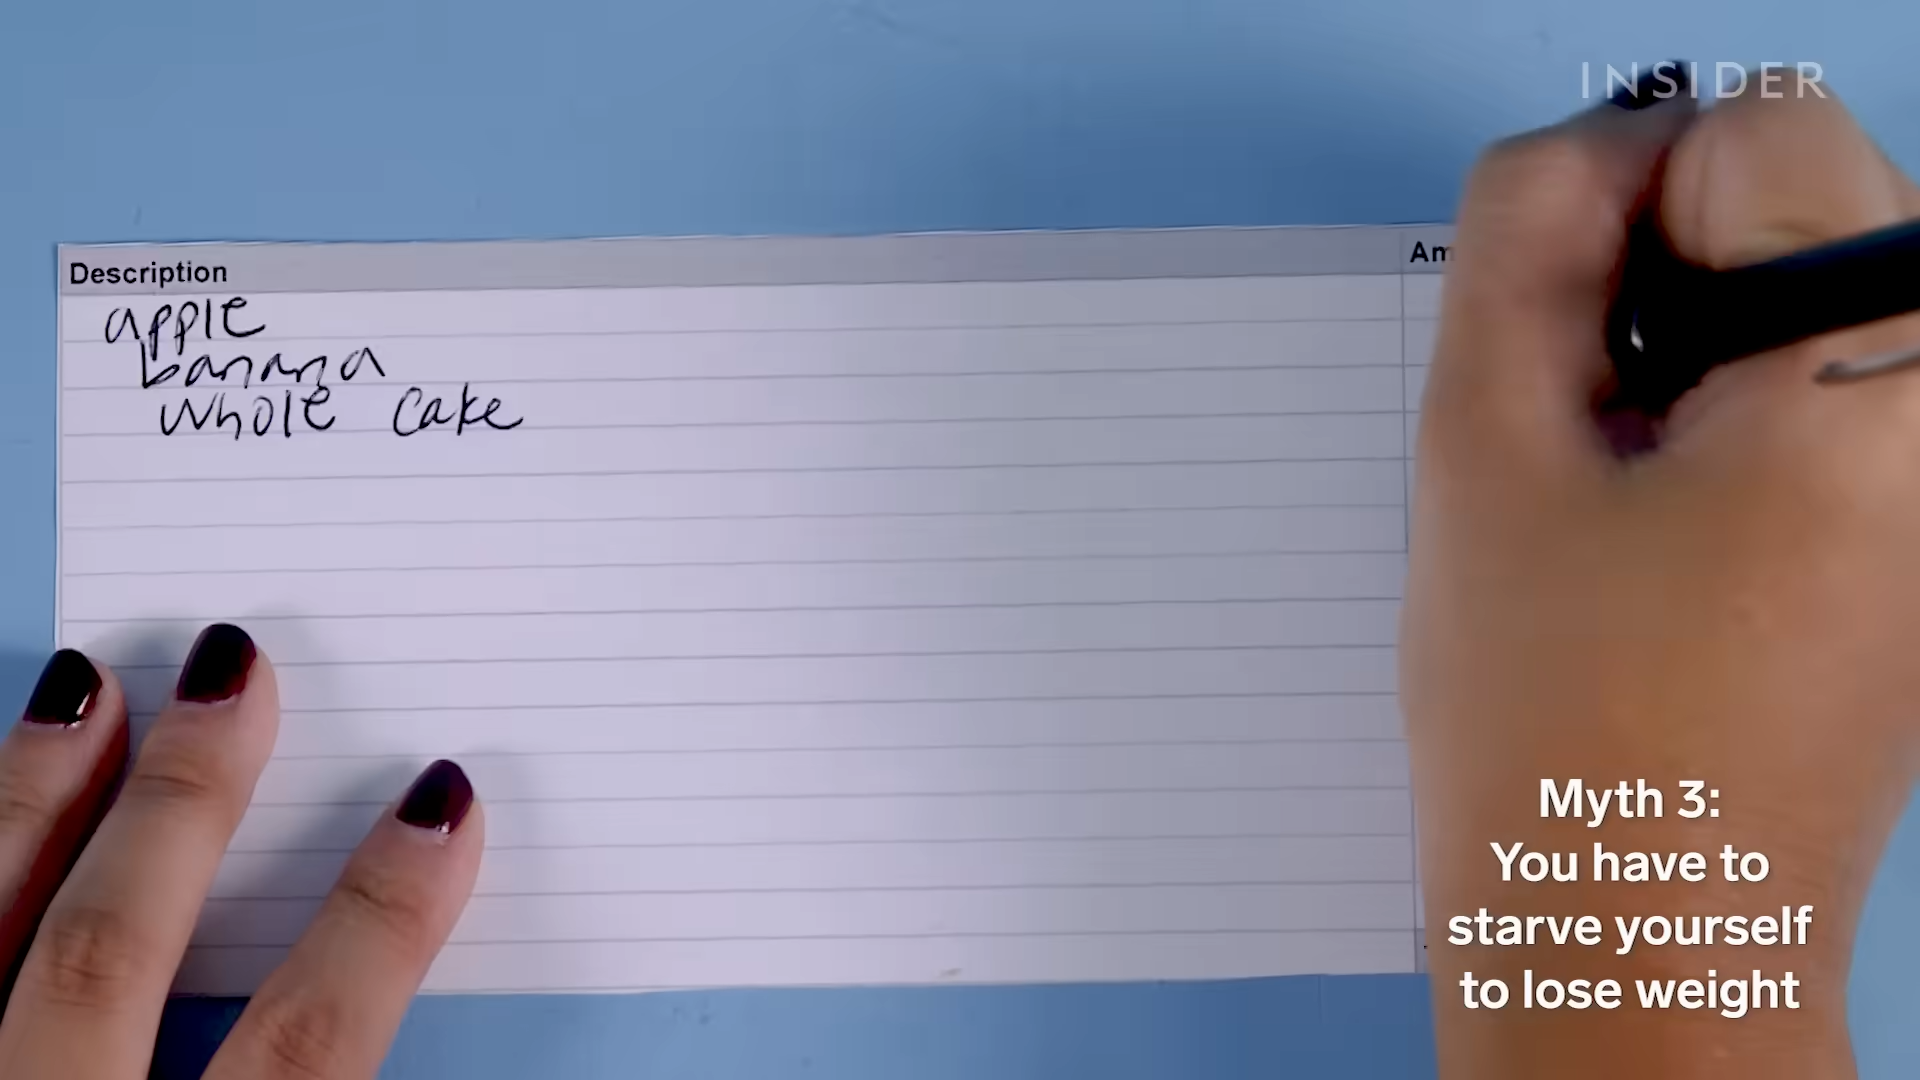 INSIDER
Description
Am
apple
banana
whole cake
Myth 3:
You have to
starve yourself
to lose weight